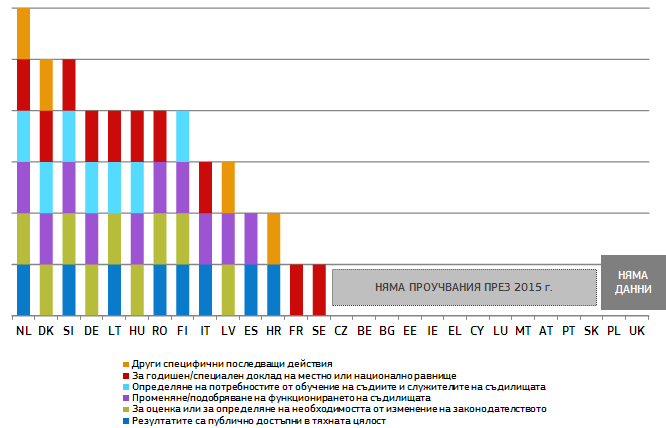 НЯМА ПРОУЧВАНИЯ ПРЕЗ 2015 г.
НЯМА
ДАННИ
NL DK SI DE LT HU RO FI IT LV ES HR FR SE CZ BE BG EE IE EL CY LU MT AT PT SK PL UK
Други специфични последващи действия
За годишен/специален доклад на местно или национално равнище
Определяне на потребностите от обучение на съдиите и служителите на съдилищата
Променяне/подобряване на функционирането на съдилищата
За оценка или за определяне на необходимостта от изменение на законодателството
Резултатите са публично достъпни в тяхната цялост